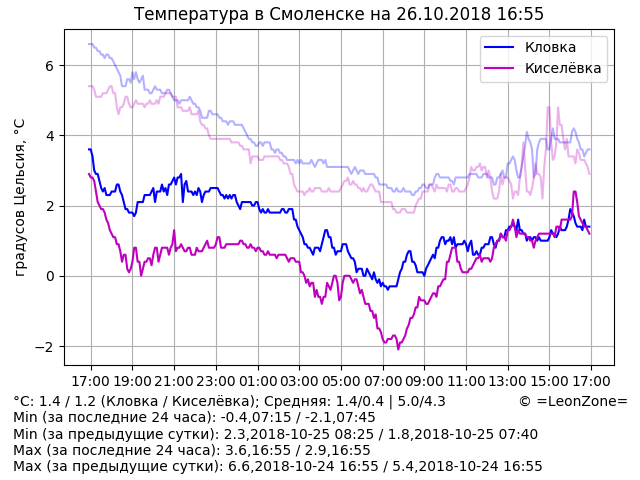 Температура в Смоленске на 26.10.2018 16:55
Кловка
Киселёвка
градусов Цельсия, °C
6
4
2
0
−2
17:00 19:00 21:00 23:00 01:00 03:00 05:00 07:00 09:00 11:00 13:00 15:00 17:00
°C: 1.4 / 1.2 (Кловка / Киселёвка); Средняя: 1.4/0.4 | 5.0/4.3 © =LeonZone=
Min (за последние 24 часа): -0.4,07:15 / -2.1,07:45
Min (за предыдущие сутки): 2.3,2018-10-25 08:25 / 1.8,2018-10-25 07:40
Max (за последние 24 часа): 3.6,16:55 / 2.9,16:55
Max (за предыдущие сутки): 6.6,2018-10-24 16:55 / 5.4,2018-10-24 16:55